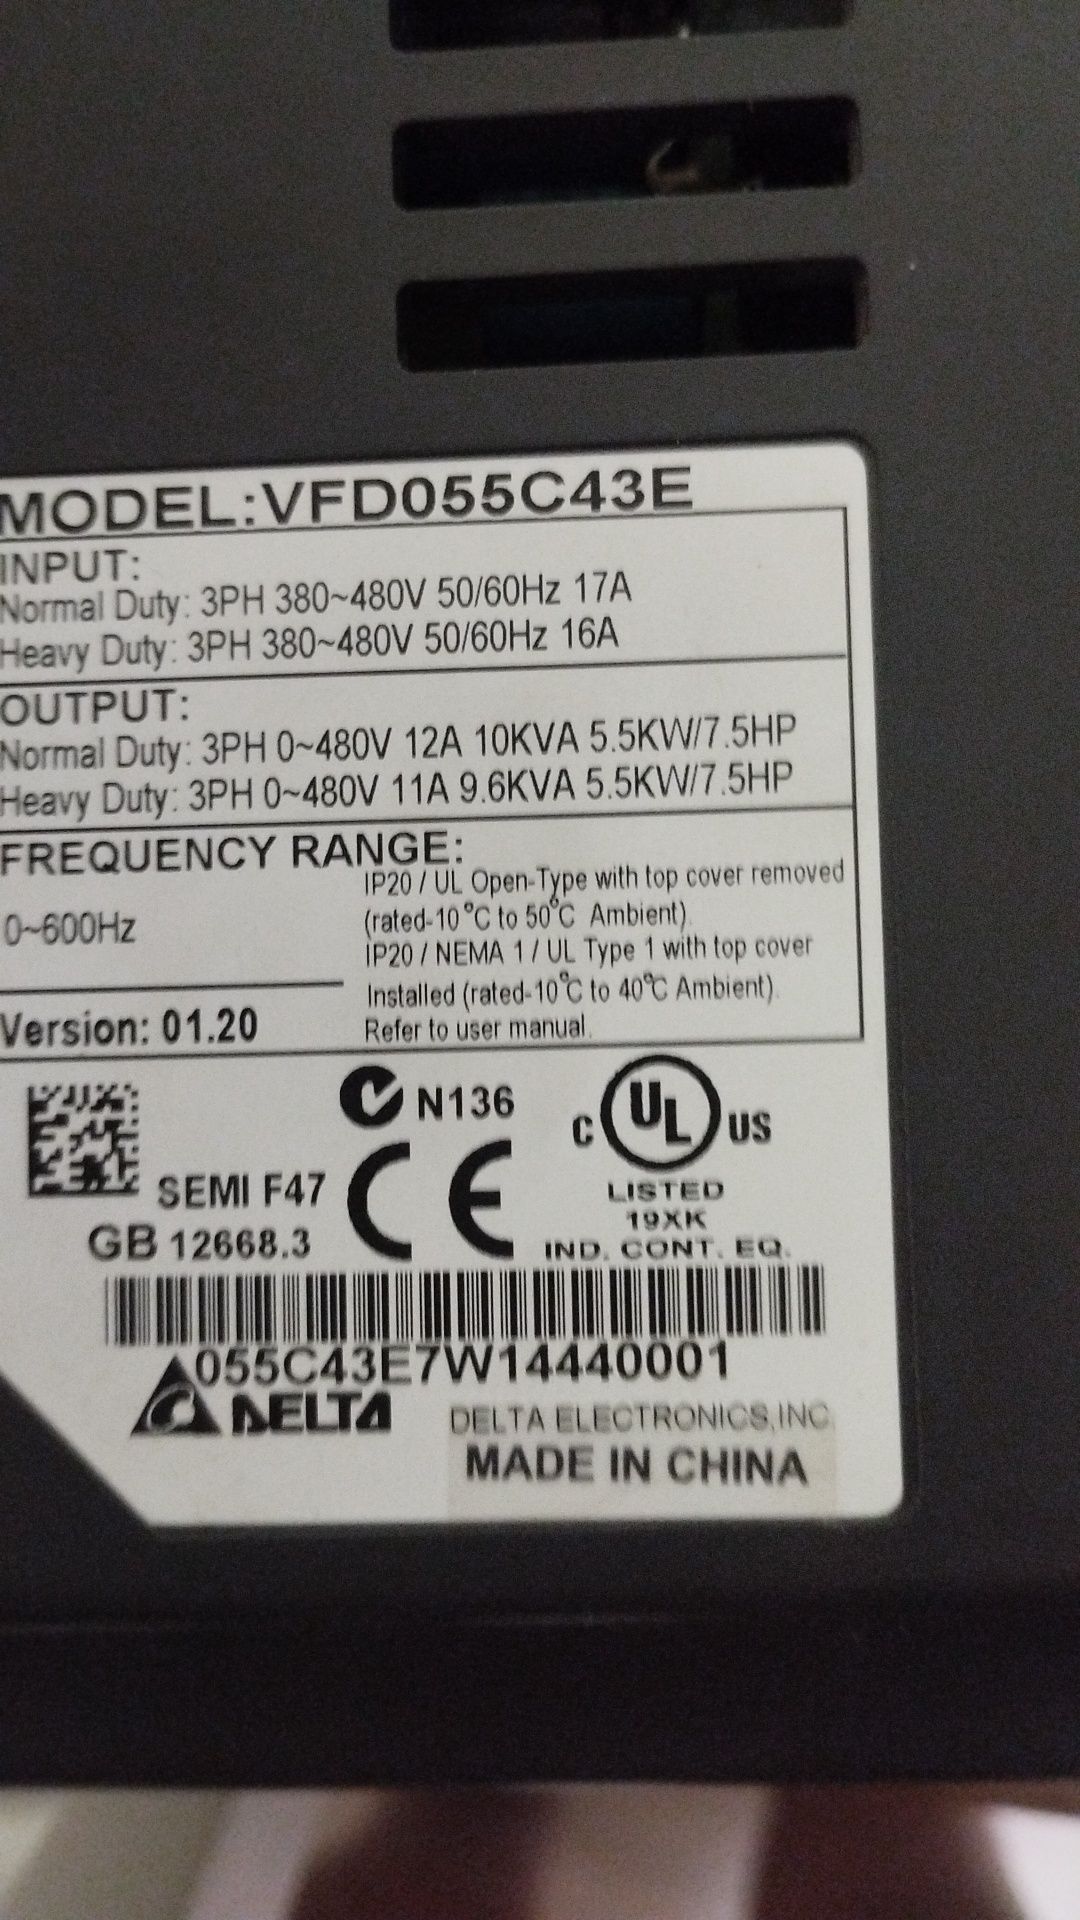 MODEL:VFD055C43E
INPUT:
Normal Duty: 3PH 380~480V 50/60Hz 17A
Heavy Duty: 3PH 380~480V 50/60Hz 16A
OUTPUT:
Normal Duty: 3PH 0~480V 12A 10KVA 5.5KW/7.5HP
Heavy Duty: 3PH 0~480V 11A 9.6KVA 5.5KW/7.5HP
FREQUENCY RANGE:
0~600Hz
IP20 / UL Open-Type with top cover removed
(rated-10°C to 50°C Ambient).
IP20 / NEMA 1 / UL Type 1 with top cover
Installed (rated-10°C to 40°C Ambient).
Refer to user manual.
Version: 01.20
N136
C UL US
LISTED
19XK
IND. CONT. EQ.
SEMI F47
CE
GB 12668.3
055C43E7W14440001
DELTA
DELTA ELECTRONICS,INC.
MADE IN CHINA